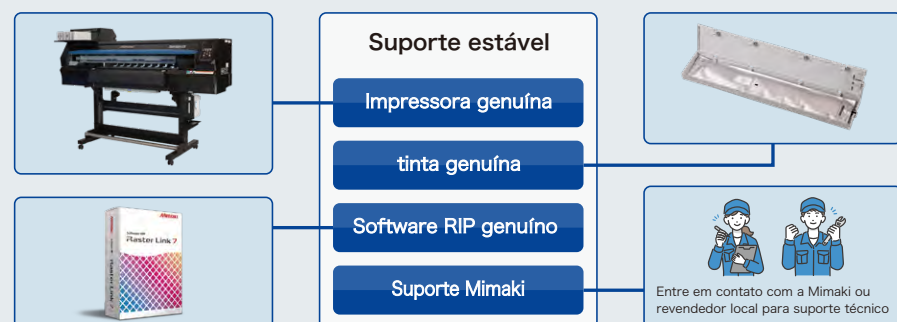 Suporte estável
Impressora genuína
tinta genuína
Software RIP genuíno
Raster Link 7
Suporte Mimaki
Entre em contato com a Mimaki ou
revendedor local para suporte técnico